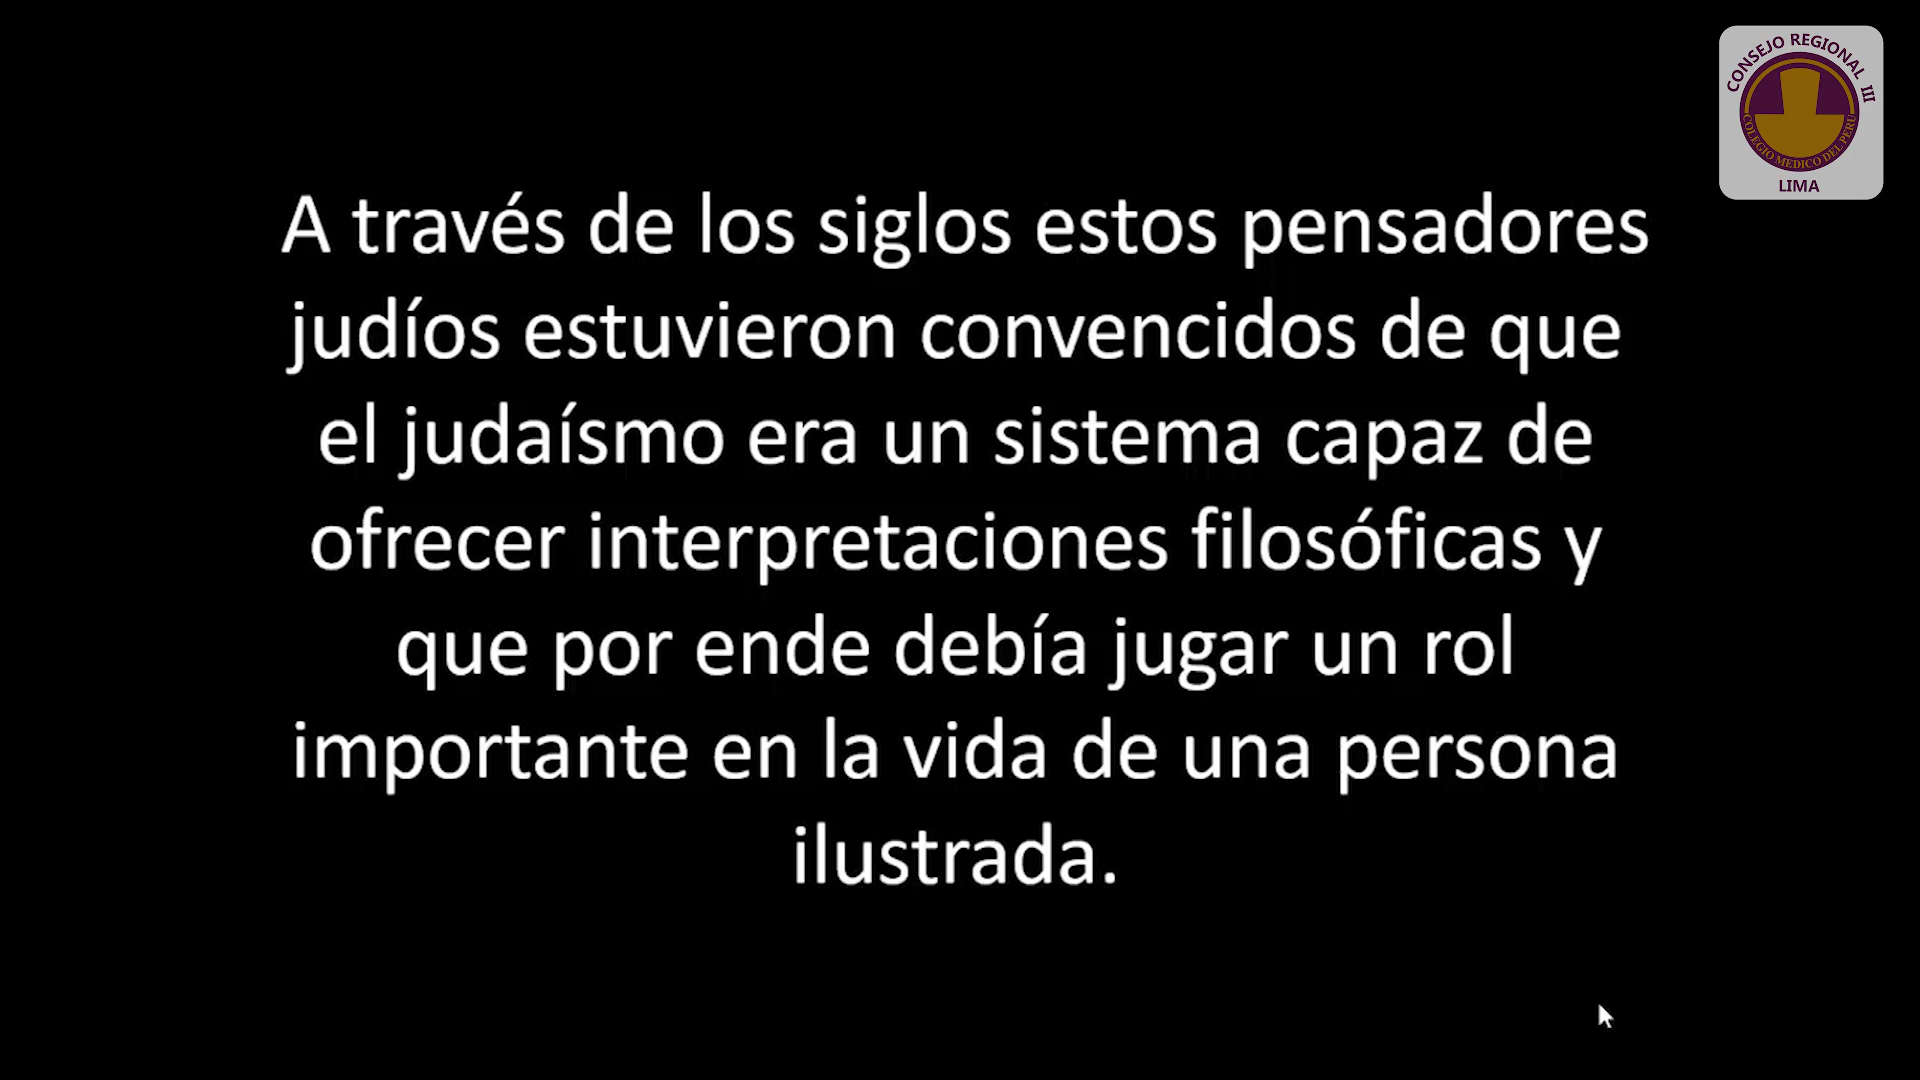 CONSEJO REGIONAL III
COLEGIO MEDICO DEL PERU
LIMA
A través de los siglos estos pensadores
judíos estuvieron convencidos de que
el judaísmo era un sistema capaz de
ofrecer interpretaciones filosóficas y
que por ende debía jugar un rol
importante en la vida de una persona
ilustrada.